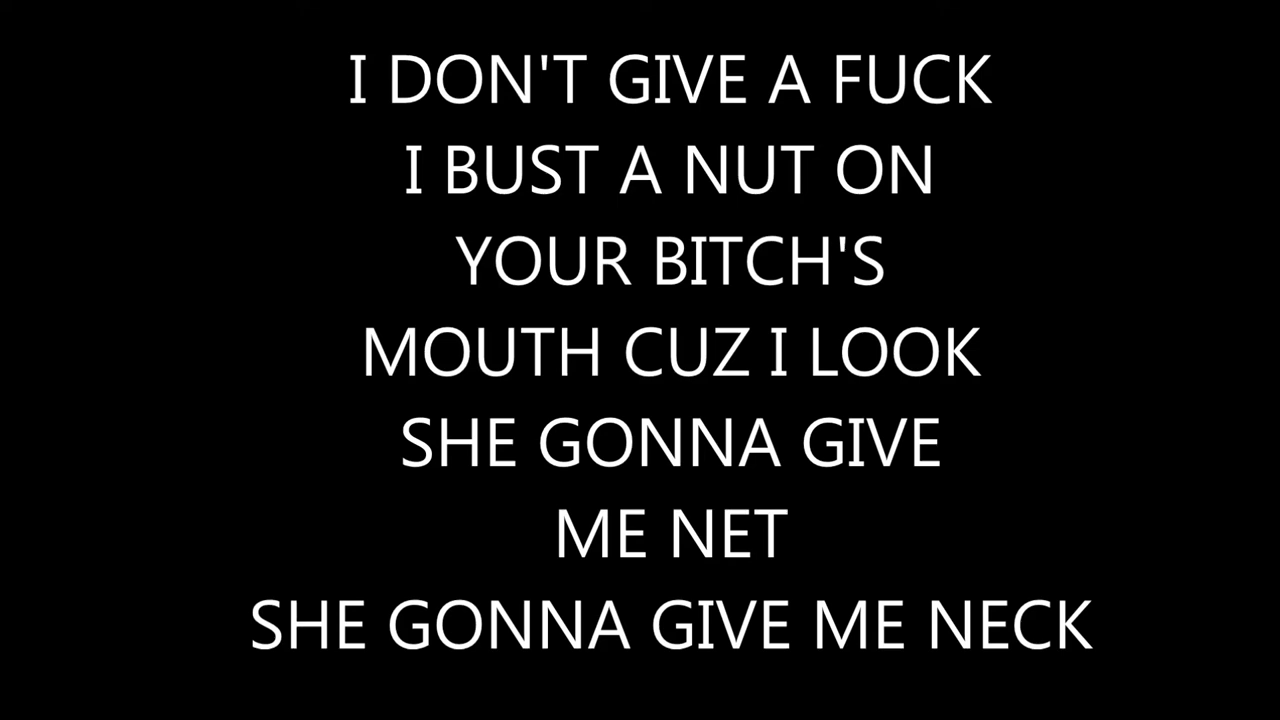 I DON'T GIVE A FUCK
I BUST A NUT ON
YOUR BITCH'S
MOUTH CUZ I LOOK
SHE GONNA GIVE
ME NET
SHE GONNA GIVE ME NECK